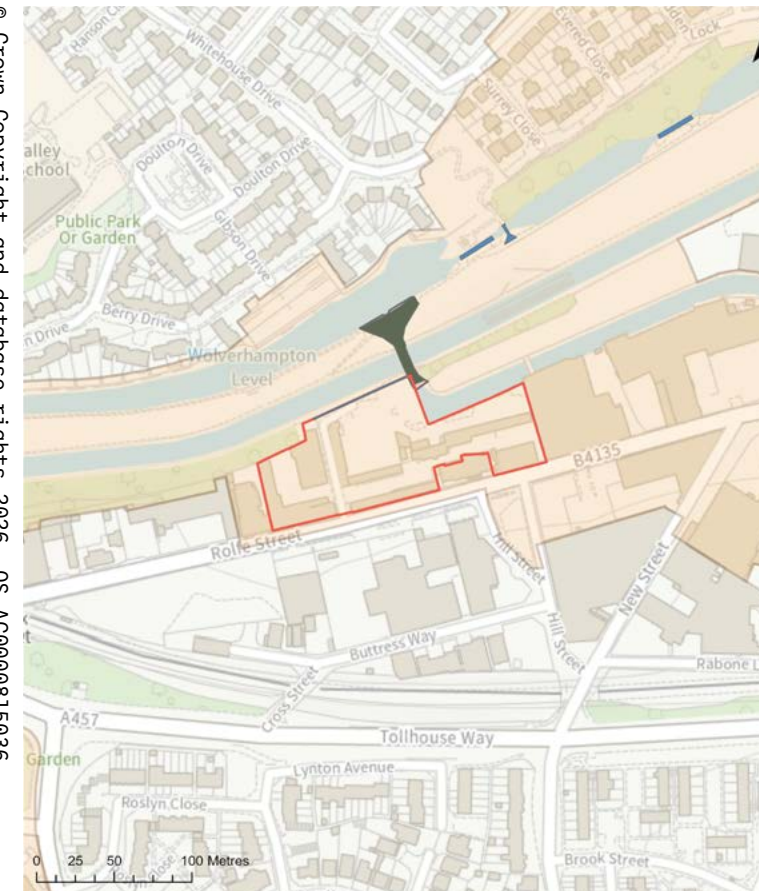 © Crown Copyright and database rights 2026. OS AC0000815036
Whitehouse Drive
Evered Close
Lock
Surrey Close
Doulton Drive
Doulton Drive
Gibson Drive
alley
School
Public Park
Or Garden
Berry Drive
n Drive
Wolverhampton
Level
B4135
Rolfe Street
Hill Street
New Street
Hill Street
Buttress Way
Cross Street
Rabone L
A457
Tollhouse Way
Garden
Lynton Avenue
Roslyn Close
Close
Brook Street
0 25 50 100 Metres